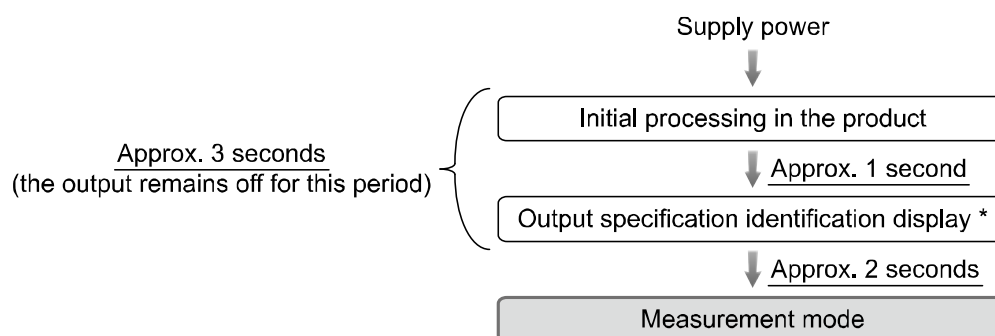 Supply power
Initial processing in the product
Approx. 3 seconds
(the output remains off for this period)
Approx. 1 second
Output specification identification display *
Approx. 2 seconds
Measurement mode